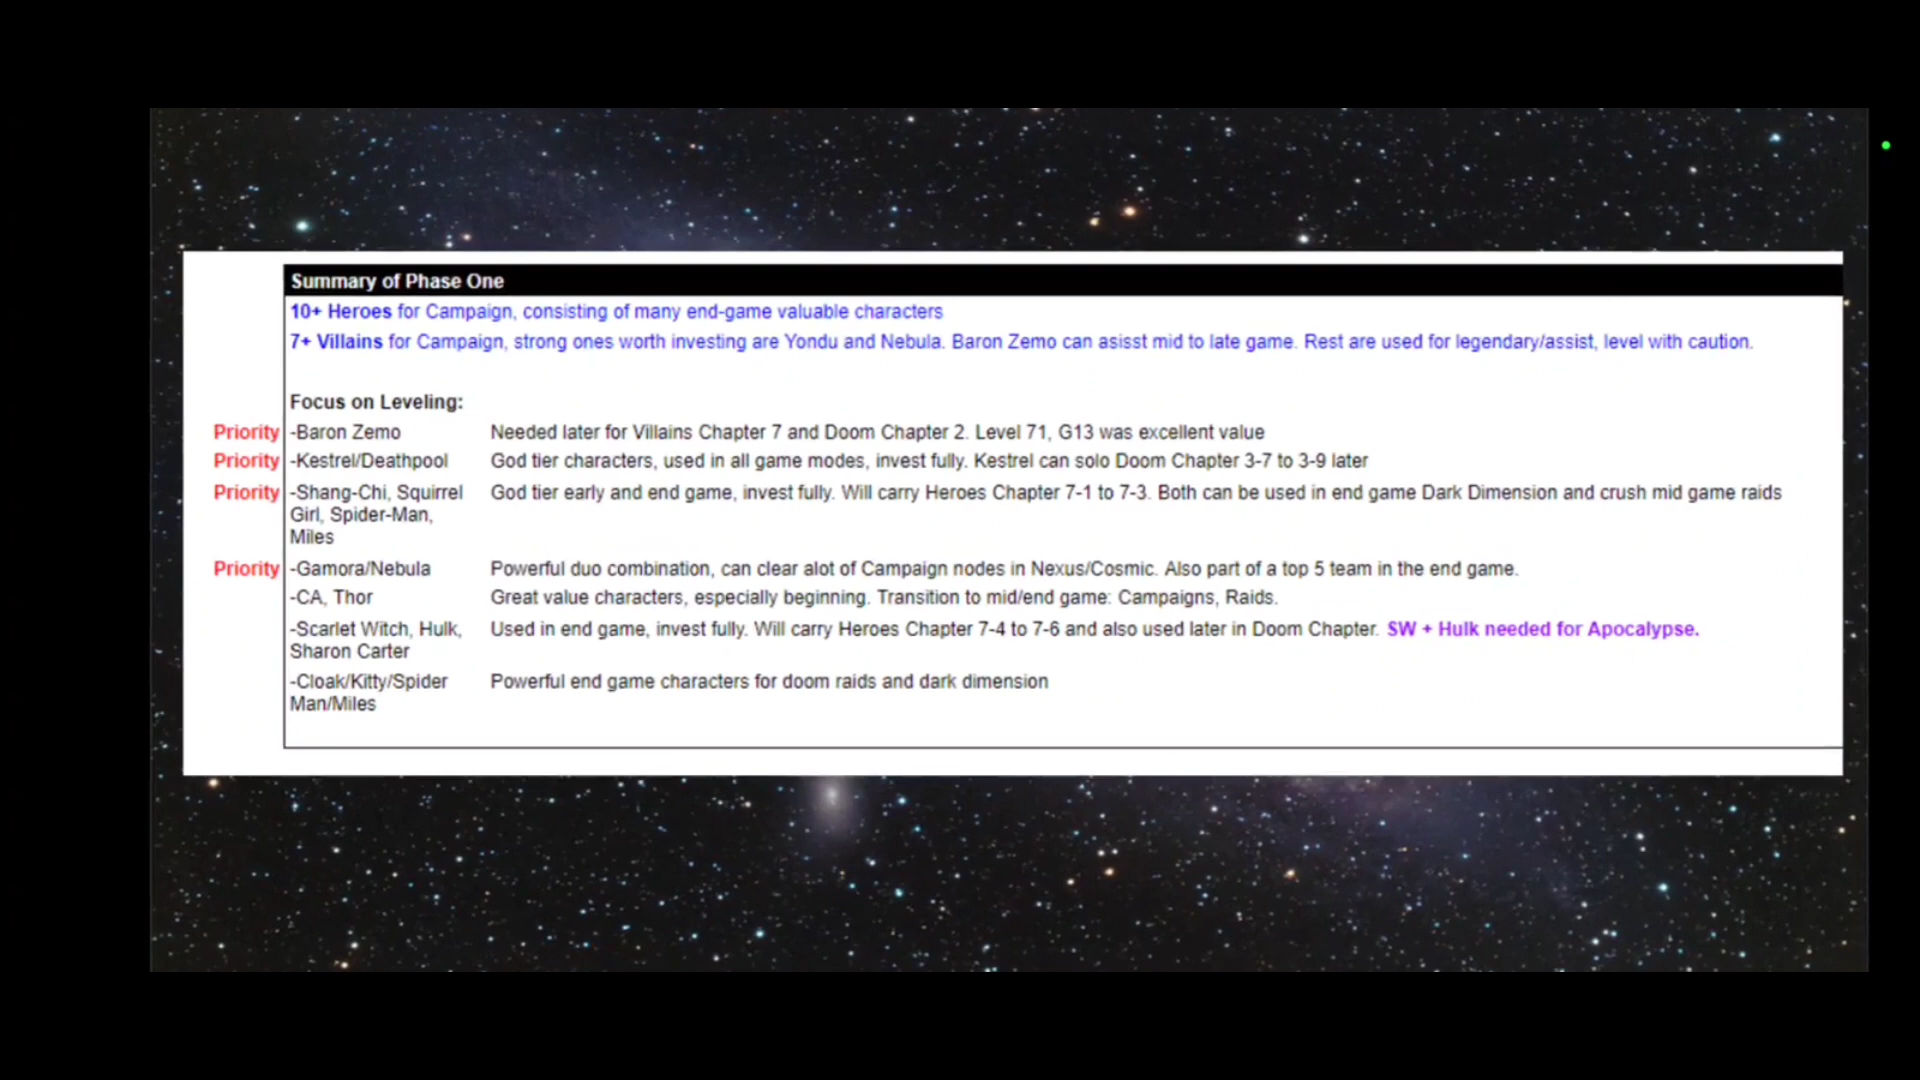 Summary of Phase One
10+ Heroes for Campaign, consisting of many end-game valuable characters
7+ Villains for Campaign, strong ones worth investing are Yondu and Nebula. Baron Zemo can asisst mid to late game. Rest are used for legendary/assist, level with caution.
Focus on Leveling:
Priority -Baron Zemo Needed later for Villains Chapter 7 and Doom Chapter 2. Level 71, G13 was excellent value
Priority -Kestrel/Deathpool God tier characters, used in all game modes, invest fully. Kestrel can solo Doom Chapter 3-7 to 3-9 later
Priority -Shang-Chi, Squirrel God tier early and end game, invest fully. Will carry Heroes Chapter 7-1 to 7-3. Both can be used in end game Dark Dimension and crush mid game raids
Girl, Spider-Man,
Miles
Priority -Gamora/Nebula Powerful duo combination, can clear alot of Campaign nodes in Nexus/Cosmic. Also part of a top 5 team in the end game.
-CA, Thor Great value characters, especially beginning. Transition to mid/end game: Campaigns, Raids.
-Scarlet Witch, Hulk, Used in end game, invest fully. Will carry Heroes Chapter 7-4 to 7-6 and also used later in Doom Chapter. SW + Hulk needed for Apocalypse.
Sharon Carter
-Cloak/Kitty/Spider Powerful end game characters for doom raids and dark dimension
Man/Miles